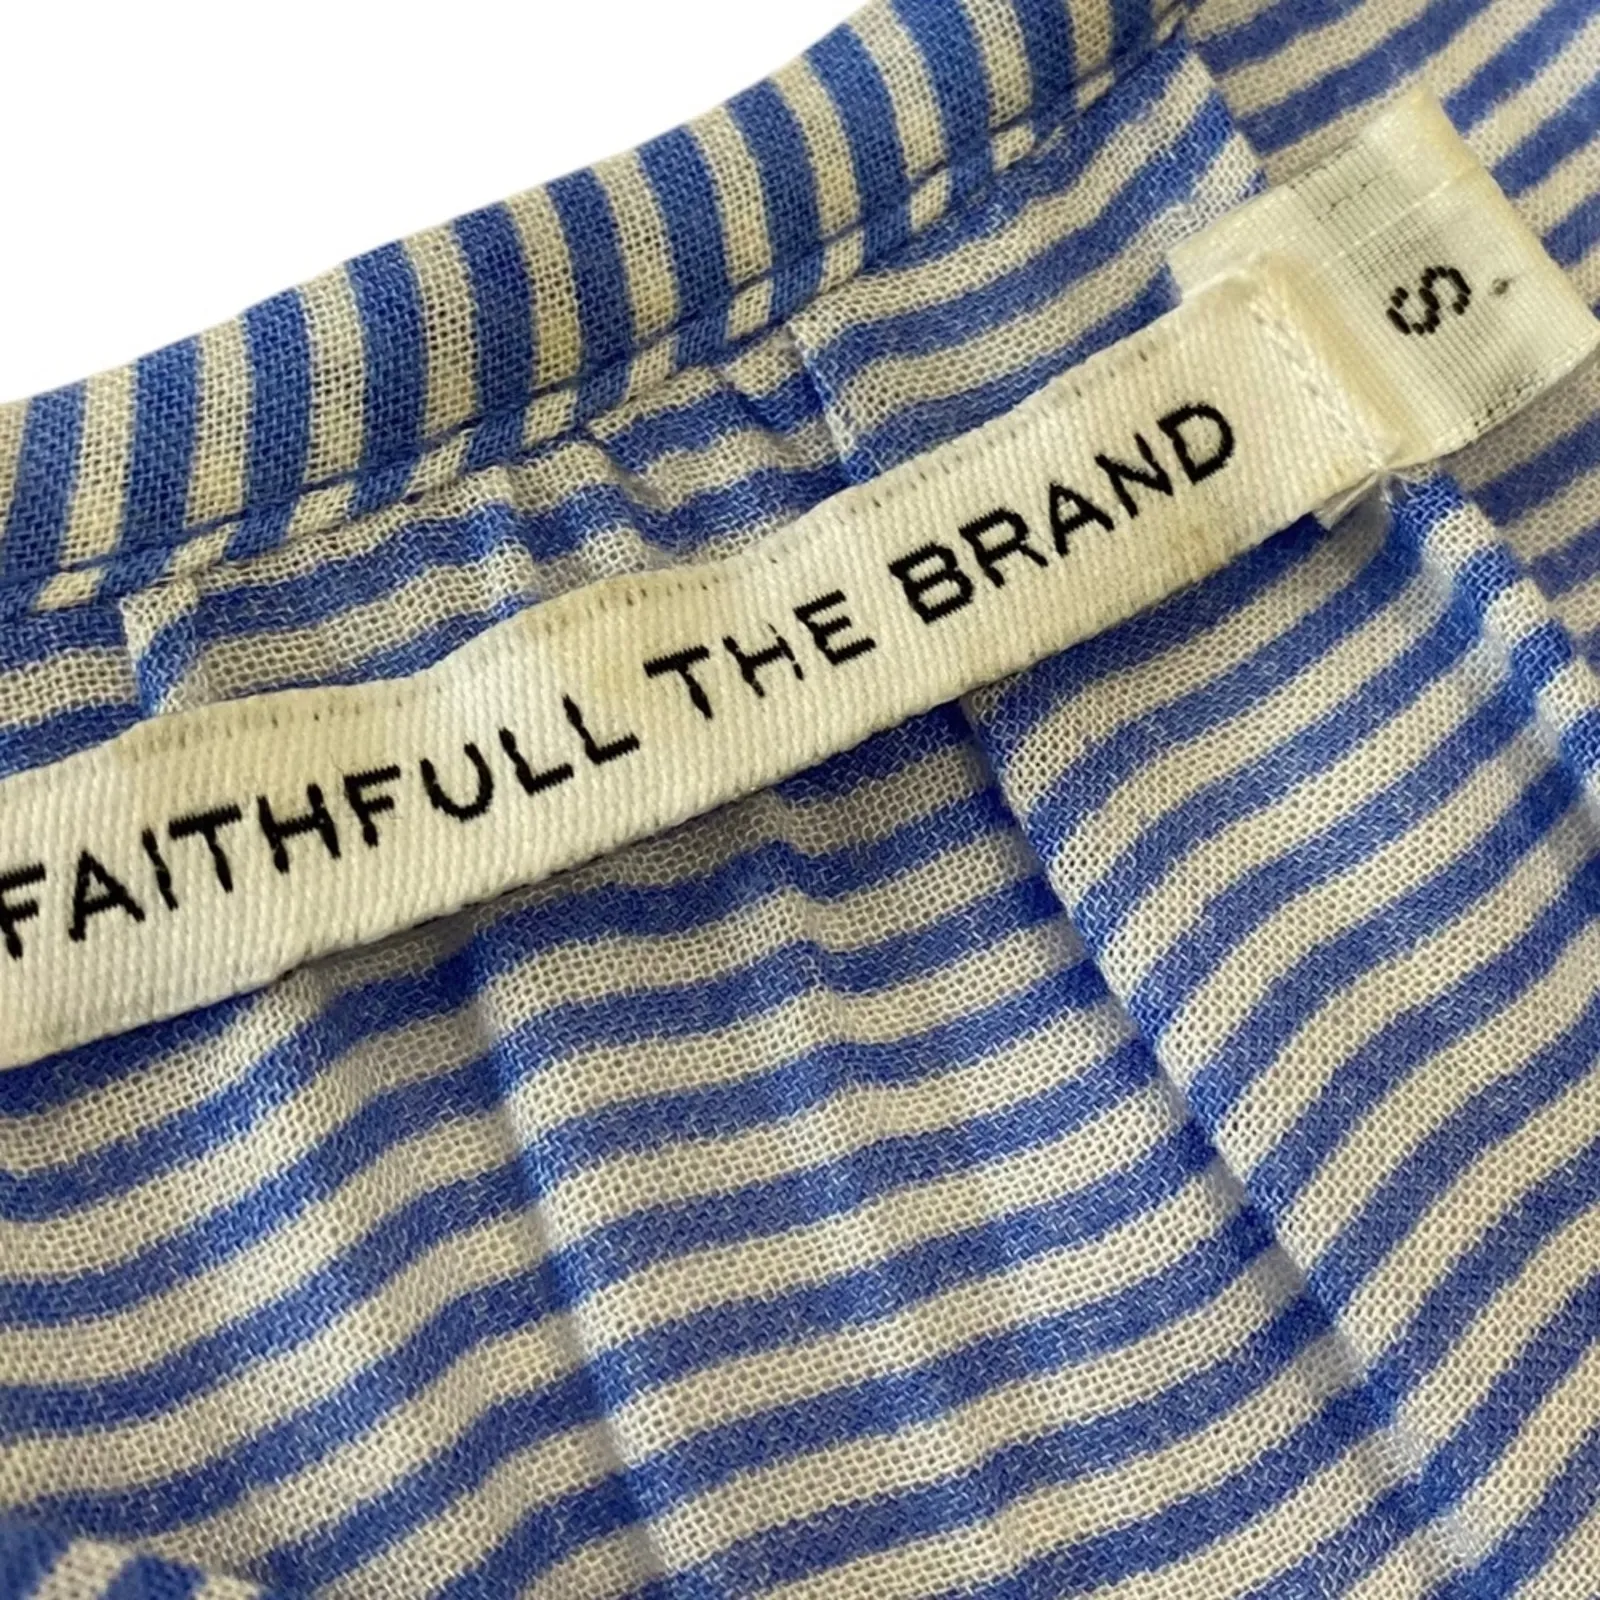 FAITHFULL THE BRAND
S.